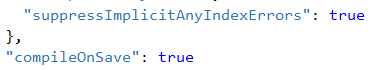 "suppressImplicitAnyIndexErrors": true
},
"compileOnSave": true